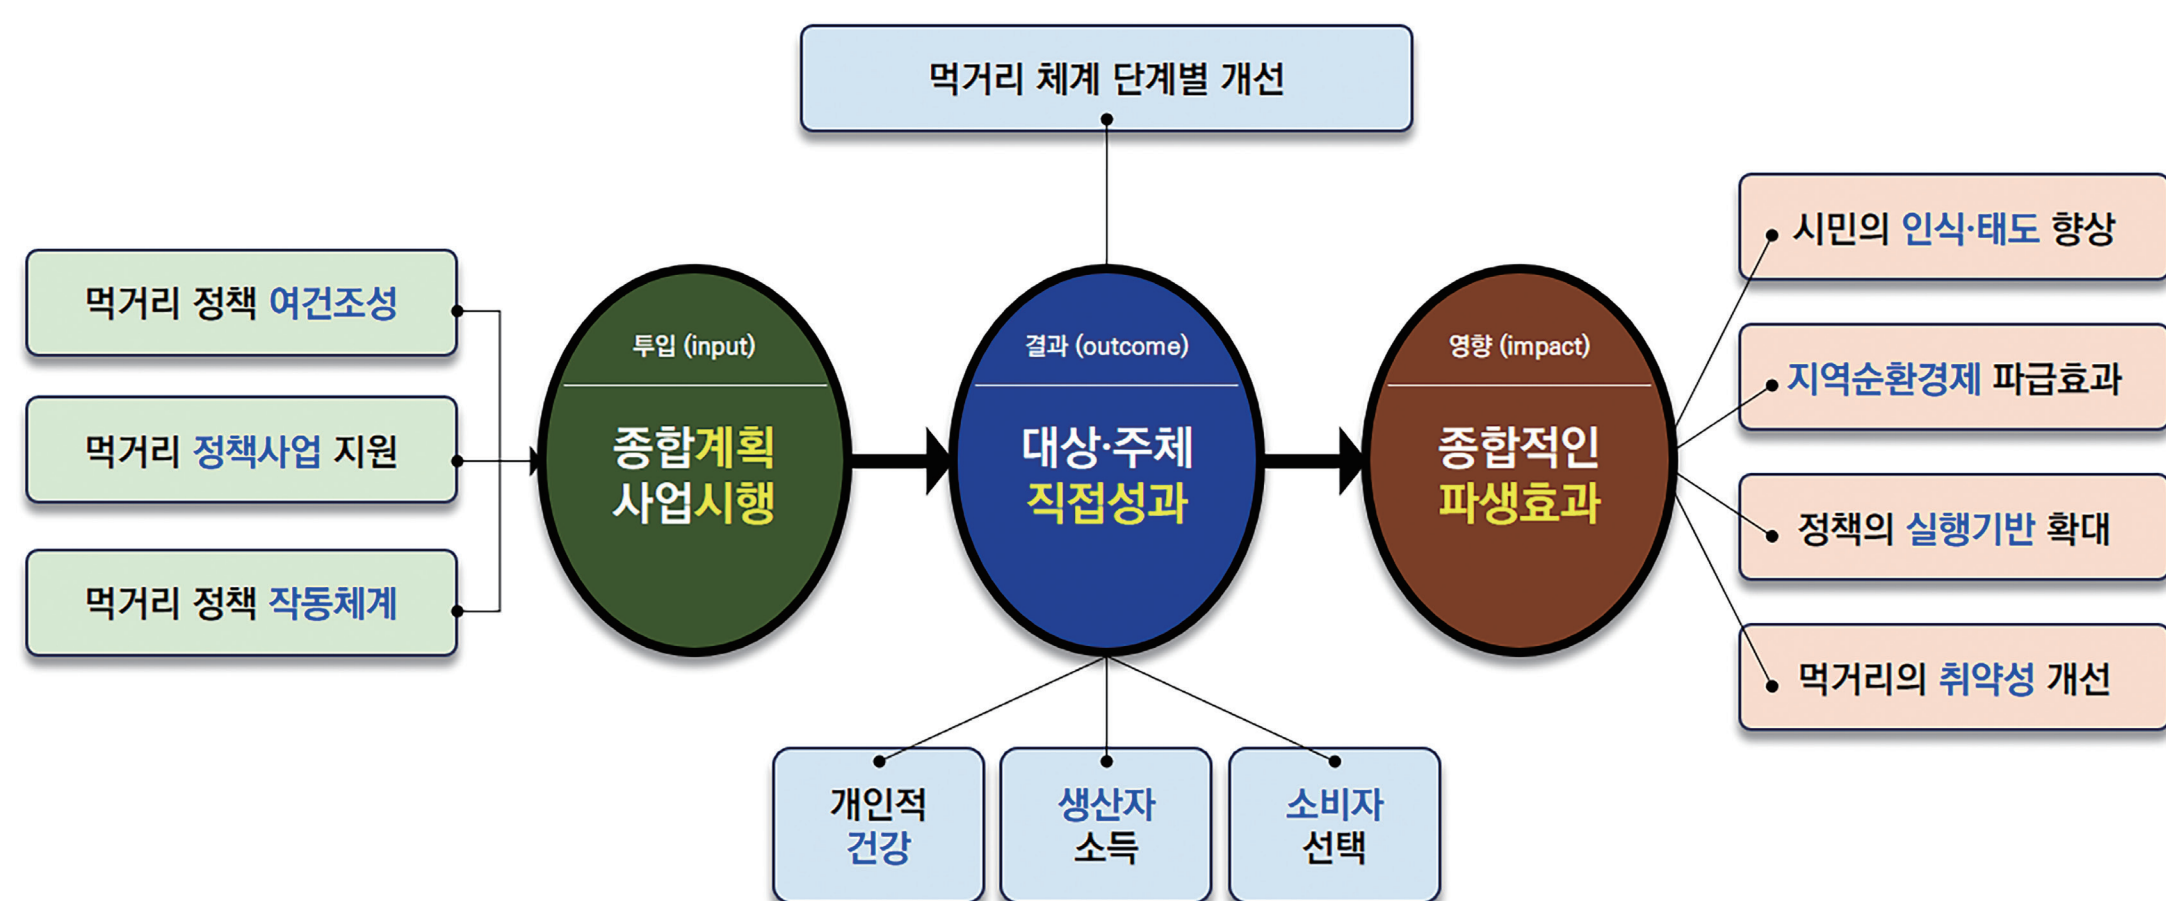 먹거리 체계 단계별 개선
먹거리 정책 여건조성
먹거리 정책사업 지원
먹거리 정책 작동체계
투입 (input)
종합계획
사업시행
결과 (outcome)
대상·주체
직접성과
영향 (impact)
종합적인
파생효과
시민의 인식·태도 향상
지역순환경제 파급효과
정책의 실행기반 확대
먹거리의 취약성 개선
개인적
건강
생산자
소득
소비자
선택